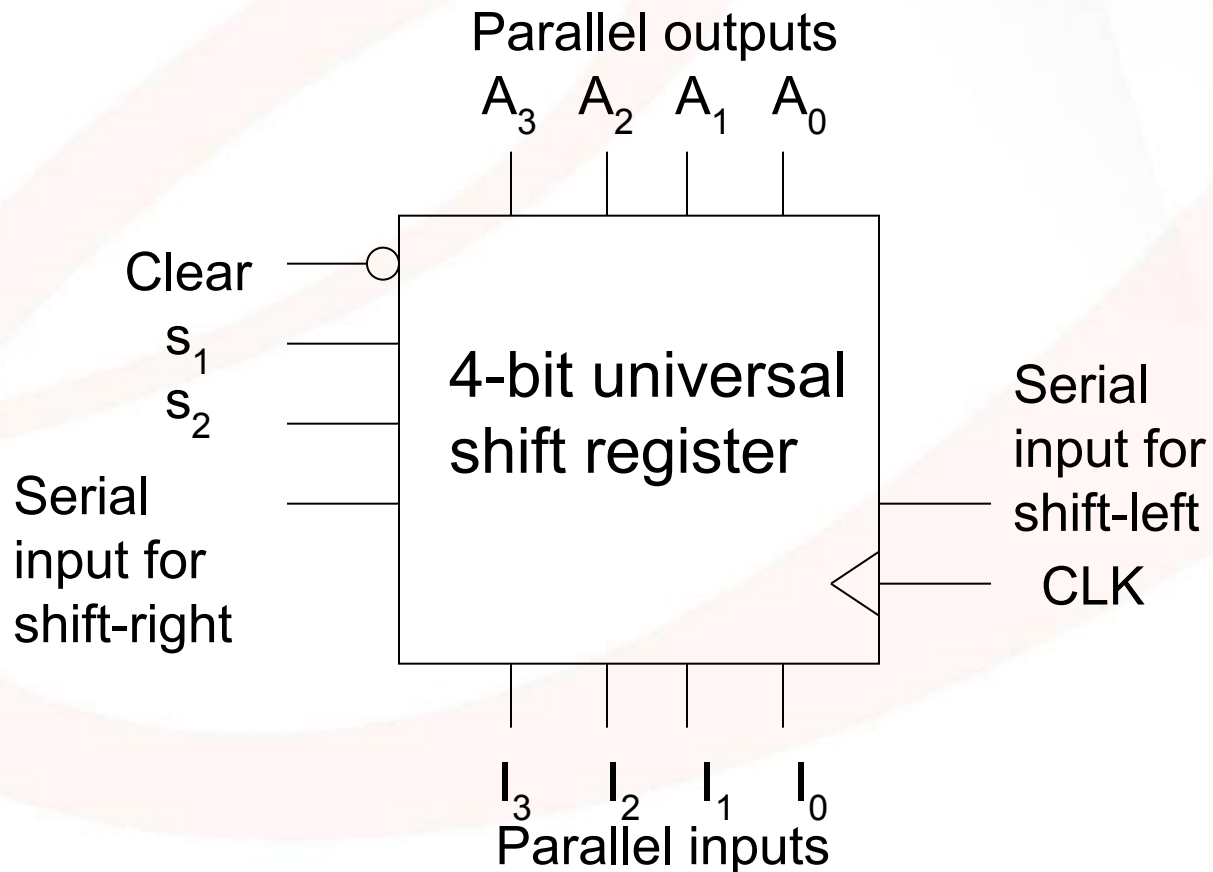 Parallel outputs
A₃ A₂ A₁ A₀
Clear
s₁
s₂
4-bit universal
shift register
Serial
input for
shift-right
Serial
input for
shift-left
CLK
I₃ I₂ I₁ I₀
Parallel inputs